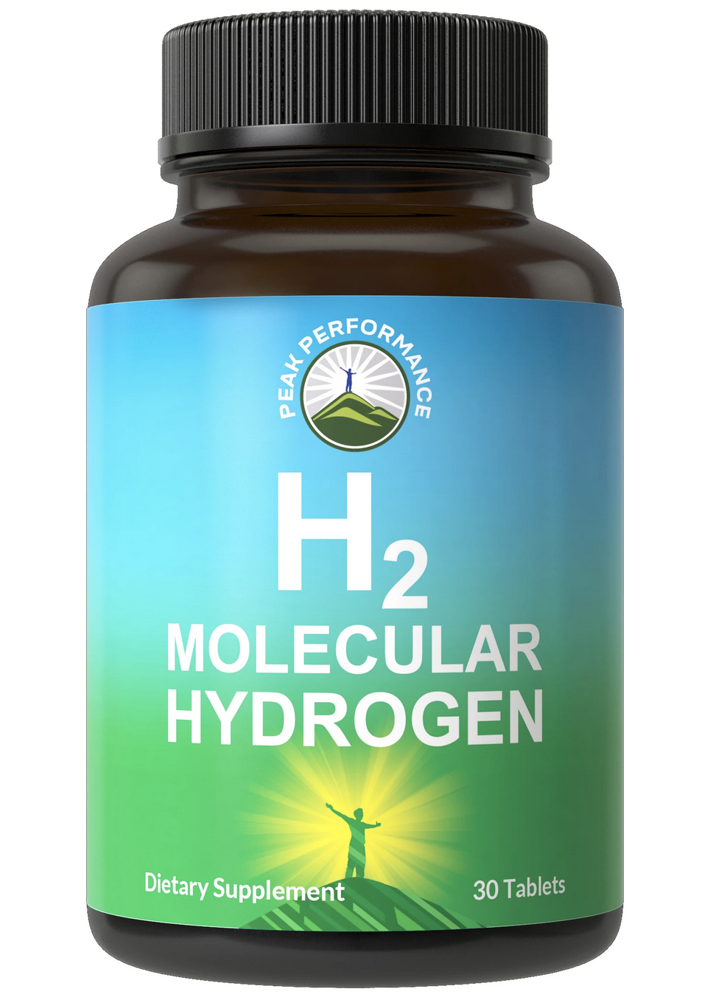 PEAK PERFORMANCE
H2
MOLECULAR
HYDROGEN
Dietary Supplement
30 Tablets